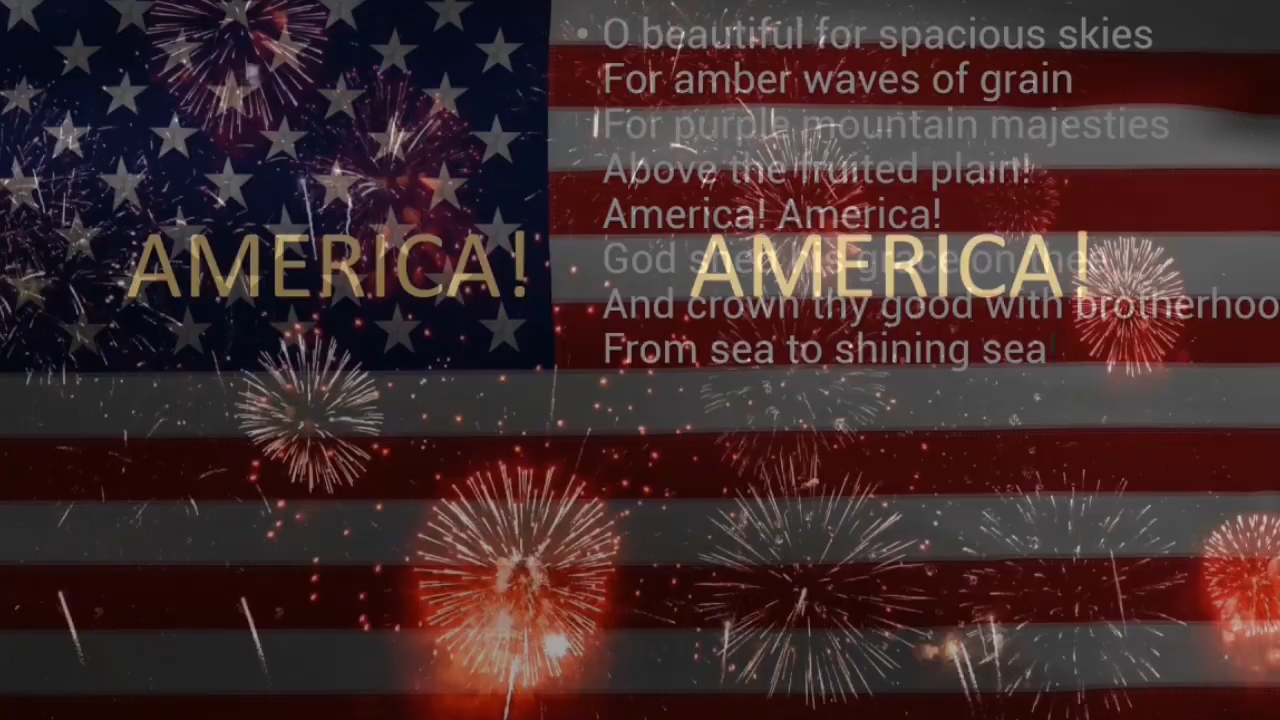 • O beautiful for spacious skies
For amber waves of grain
For purple mountain majesties
Above the fruited plain!
America! America!
God
And crown thy good with brotherhoo
From sea to shining sea
AMERICA! AMERICA!